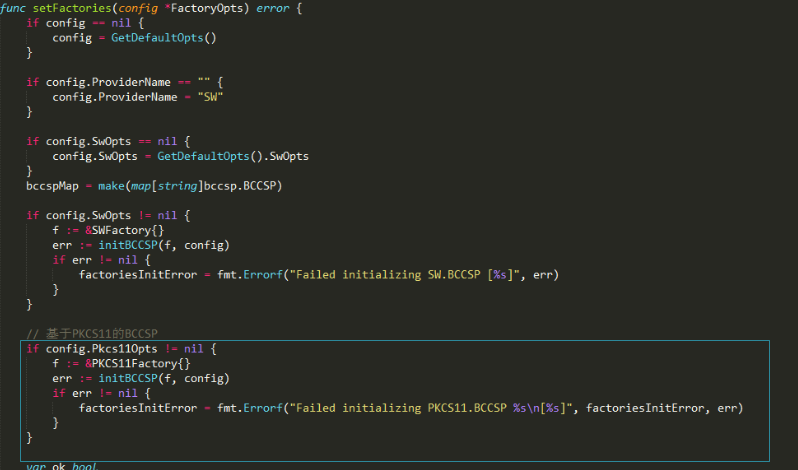 func setFactories(config *FactoryOpts) error {
if config == nil {
config = GetDefaultOpts()
}
if config.ProviderName == "" {
config.ProviderName = "SW"
}
if config.SwOpts == nil {
config.SwOpts = GetDefaultOpts().SwOpts
}
bccspMap = make(map[string]bccsp.BCCSP)
if config.SwOpts != nil {
f := &SWFactory{}
err := initBCCSP(f, config)
if err != nil {
factoriesInitError = fmt.Errorf("Failed initializing SW.BCCSP [%s]", err)
}
}
// 基于PKCS11的BCCSP
if config.Pkcs11Opts != nil {
f := &PKCS11Factory{}
err := initBCCSP(f, config)
if err != nil {
factoriesInitError = fmt.Errorf("Failed initializing PKCS11.BCCSP %s\n[%s]", factoriesInitError, err)
}
}
var ok bool